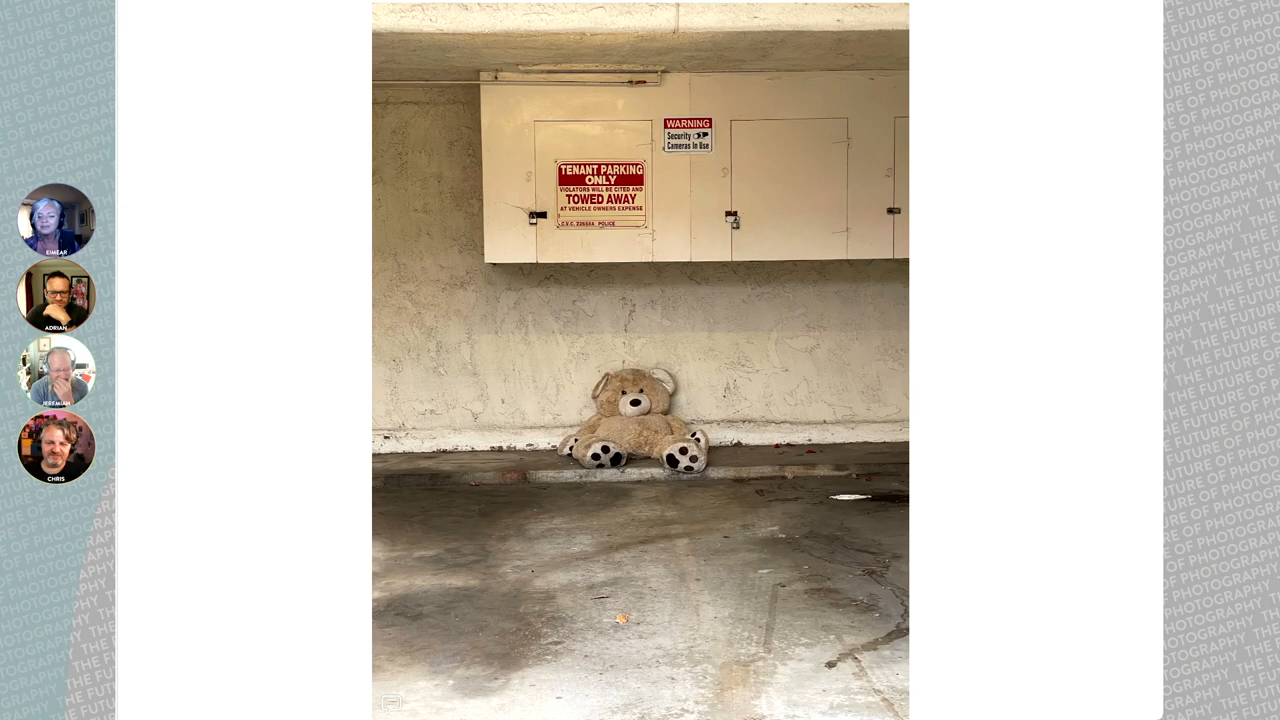 EIMEAR
ADRIAN
JEREMIAH
CHRIS
WARNING
Security
Cameras In Use
TENANT PARKING
ONLY
VIOLATORS WILL BE CITED AND
TOWED AWAY
AT VEHICLE OWNERS EXPENSE
C.V.C. 22658A POLICE
THE FUTURE OF PHOTOGRAPHY